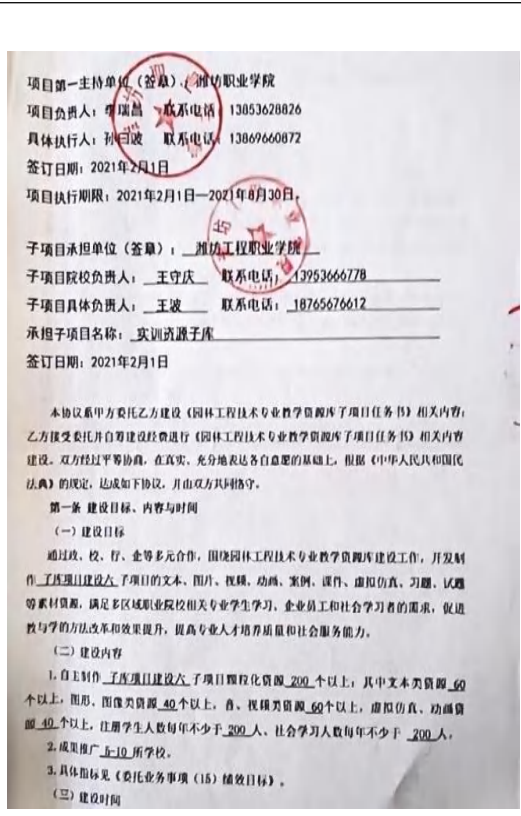 项目第一主持单位（签章）：潍坊职业学院
项目负责人：李瑞昌 联系电话：13853628826
具体执行人：孙曰波 联系电话：13869660872
签订日期：2021年2月1日
项目执行期限：2021年2月1日—2021年8月30日。
子项目承担单位（签章）：潍坊工程职业学院
子项目院校负责人：王守庆 联系电话：13953666778
子项目具体负责人：王波 联系电话：18765676612
承担子项目名称：实训资源子库
签订日期：2021年2月1日
本协议系甲方委托乙方建设《园林工程技术专业教学资源库子项目任务书》相关内容；
乙方接受委托并自筹建设经费进行《园林工程技术专业教学资源库子项目任务书》相关内容
建设。双方经过平等协商，在真实、充分地表达各自意愿的基础上，根据《中华人民共和国民
法典》的规定，达成如下协议，并由双方共同恪守。
第一条 建设目标、内容与时间
（一）建设目标
通过政、校、行、企等多元合作，围绕园林工程技术专业教学资源库建设工作，开发制
作 子库项目建设六 子项目的文本、图片、视频、动画、案例、课件、虚拟仿真、习题、试题
等素材资源，满足多区域职业院校相关专业学生学习、企业员工和社会学习者的需求，促进
教与学的方法改革和效果提升，提高专业人才培养质量和社会服务能力。
（二）建设内容
1.自主制作 子库项目建设六 子项目颗粒化资源 200 个以上；其中文本类资源 60
个以上，图形、图像类资源 40个以上，音、视频类资源 60个以上，虚拟仿真、动画资
源 40 个以上，注册学生人数每年不少于 200 人、社会学习人数每年不少于 200 人。
2.成果推广 5-10 所学校。
3.具体指标见《委托业务事项（15）绩效目标》。
（三）建设时间